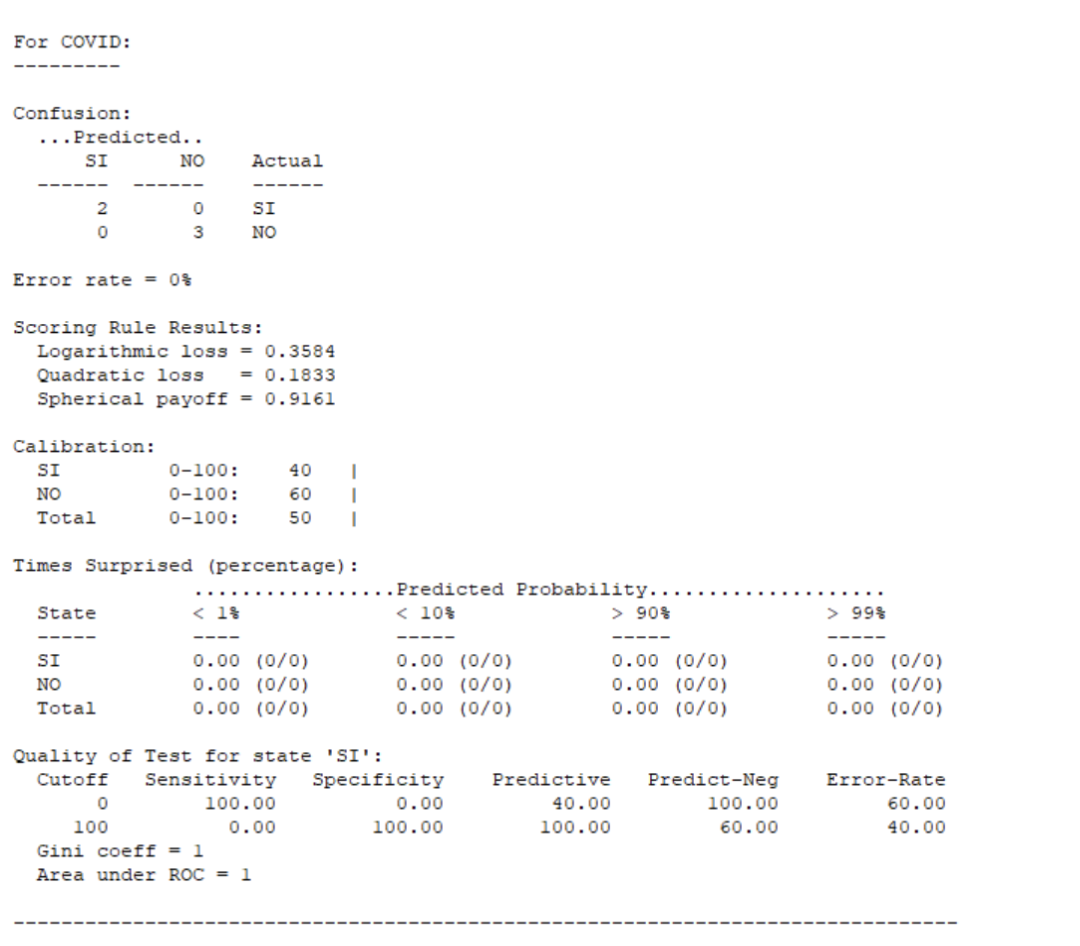 For COVID:
---------
Confusion:
...Predicted..
SI NO Actual
------ ------ ------
2 0 SI
0 3 NO
Error rate = 0%
Scoring Rule Results:
Logarithmic loss = 0.3584
Quadratic loss = 0.1833
Spherical payoff = 0.9161
Calibration:
SI 0-100: 40 |
NO 0-100: 60 |
Total 0-100: 50 |
Times Surprised (percentage):
.................Predicted Probability....................
State < 1% < 10% > 90% > 99%
----- ---- ----- ----- -----
SI 0.00 (0/0) 0.00 (0/0) 0.00 (0/0) 0.00 (0/0)
NO 0.00 (0/0) 0.00 (0/0) 0.00 (0/0) 0.00 (0/0)
Total 0.00 (0/0) 0.00 (0/0) 0.00 (0/0) 0.00 (0/0)
Quality of Test for state 'SI':
Cutoff Sensitivity Specificity Predictive Predict-Neg Error-Rate
0 100.00 0.00 40.00 100.00 60.00
100 0.00 100.00 100.00 60.00 40.00
Gini coeff = 1
Area under ROC = 1
-------------------------------------------------------------------------------